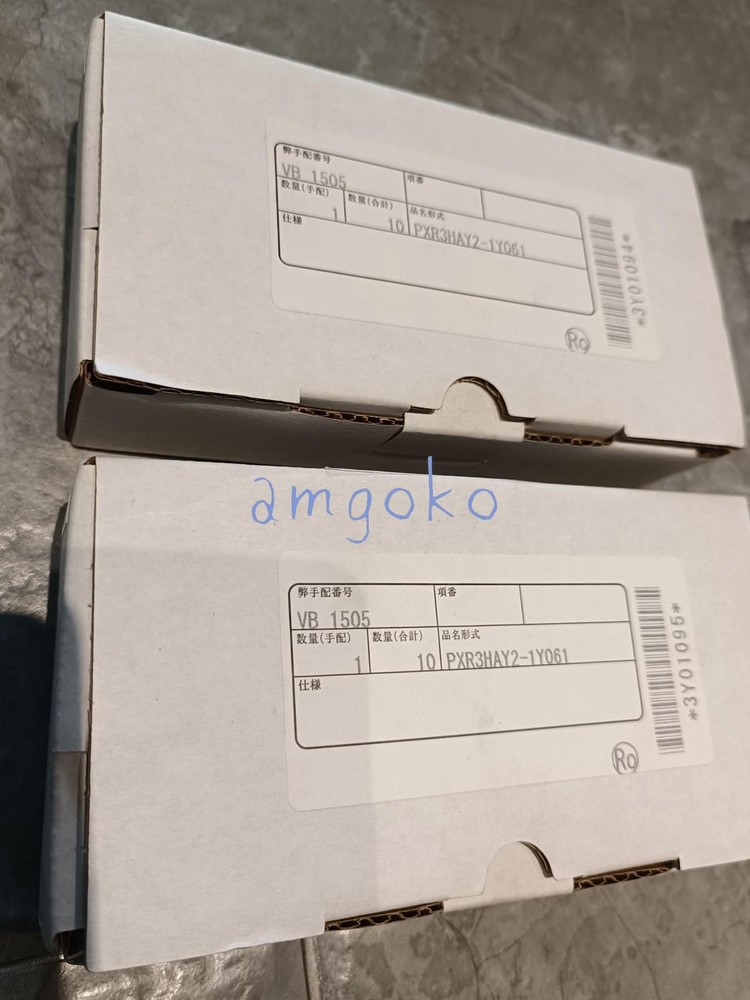 弊手配番号
項番
VB 1505
数量(手配)
数量(合計)
品名形式
1
10
PXR3HAY2-1Y061
仕様
*3Y01094*
Ro
amgoko
弊手配番号
項番
VB 1505
数量(手配)
数量(合計)
品名形式
1
10
PXR3HAY2-1Y061
仕様
*3Y01095*
Ro